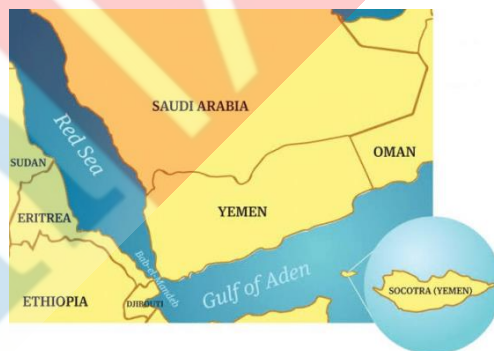 SAUDI ARABIA
Red Sea
OMAN
SUDAN
YEMEN
ERITREA
Bab-el-Mandeb
Gulf of Aden
ETHIOPIA
DJIBOUTI
SOCOTRA (YEMEN)